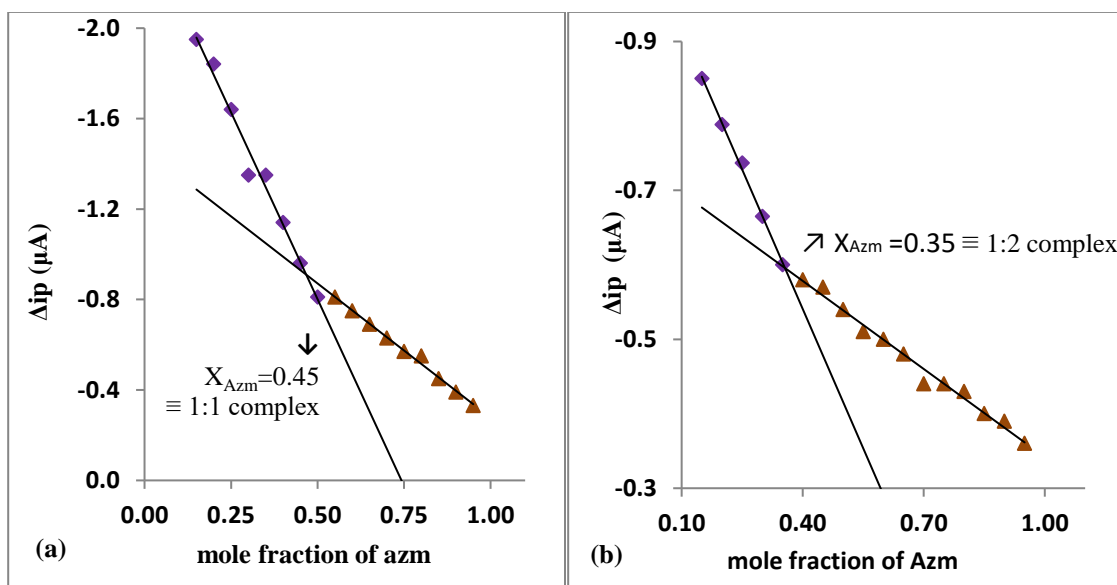 -2.0
-1.6
-1.2
-0.8
-0.4
0.0
Δip (µA)
0.00 0.25 0.50 0.75 1.00
mole fraction of azm
↓
X_Azm=0.45
≡ 1:1 complex
(a)
-0.9
-0.7
-0.5
-0.3
Δip (µA)
0.10 0.40 0.70 1.00
mole fraction of Azm
↗ X_Azm =0.35 ≡ 1:2 complex
(b)